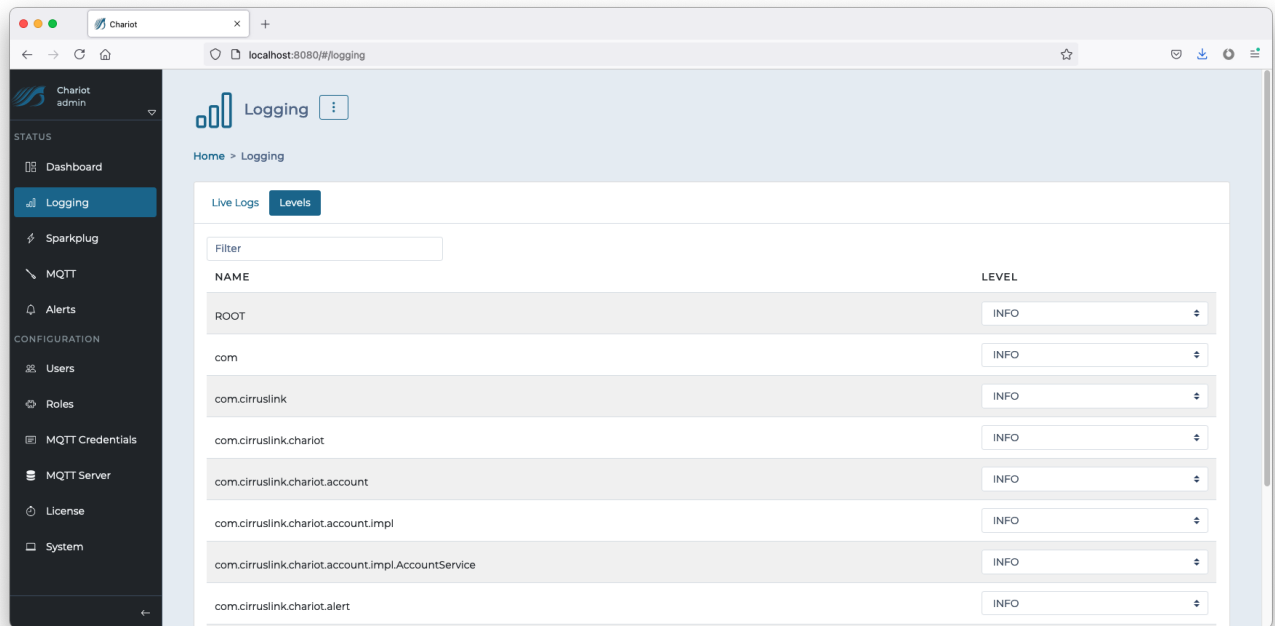 Chariot
localhost:8080/#/logging
Chariot
admin
STATUS
Dashboard
Logging
Sparkplug
MQTT
Alerts
CONFIGURATION
Users
Roles
MQTT Credentials
MQTT Server
License
System
Logging
Home > Logging
Live Logs Levels
Filter
NAME LEVEL
ROOT INFO
com INFO
com.cirruslink INFO
com.cirruslink.chariot INFO
com.cirruslink.chariot.account INFO
com.cirruslink.chariot.account.impl INFO
com.cirruslink.chariot.account.impl.AccountService INFO
com.cirruslink.chariot.alert INFO